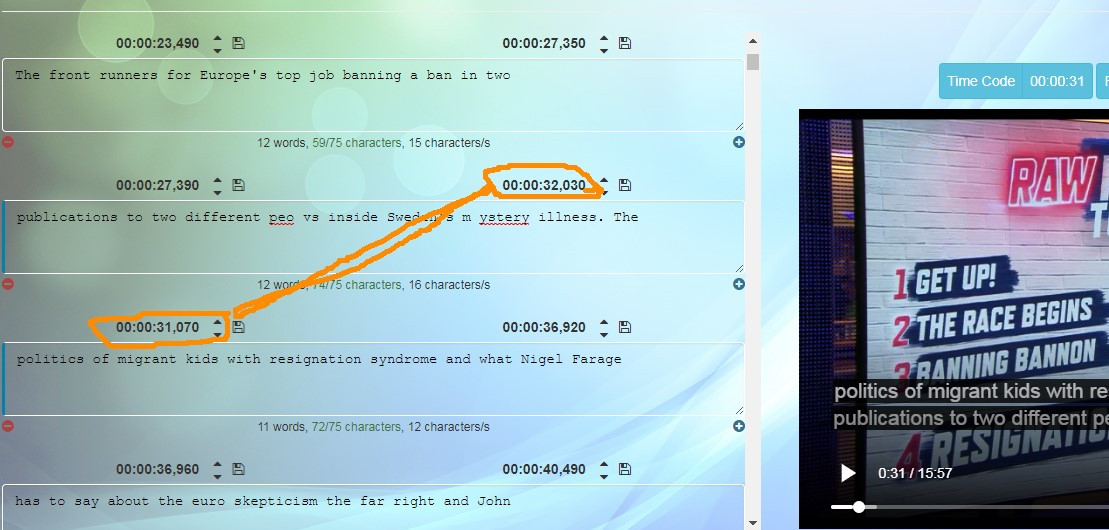 00:00:23,490 00:00:27,350
The front runners for Europe's top job banning a ban in two
12 words, 59/75 characters, 15 characters/s
00:00:27,390 00:00:32,030
publications to two different peo vs inside Sweden's m ystery illness. The
12 words, 74/75 characters, 16 characters/s
00:00:31,070 00:00:36,920
politics of migrant kids with resignation syndrome and what Nigel Farage
11 words, 72/75 characters, 12 characters/s
00:00:36,960 00:00:40,490
has to say about the euro skepticism the far right and John
Time Code 00:00:31
RAW
1 GET UP!
2 THE RACE BEGINS
3 BANNING BANNON
politics of migrant kids with re
publications to two different pe
4 RESIGNATIO
0:31 / 15:57